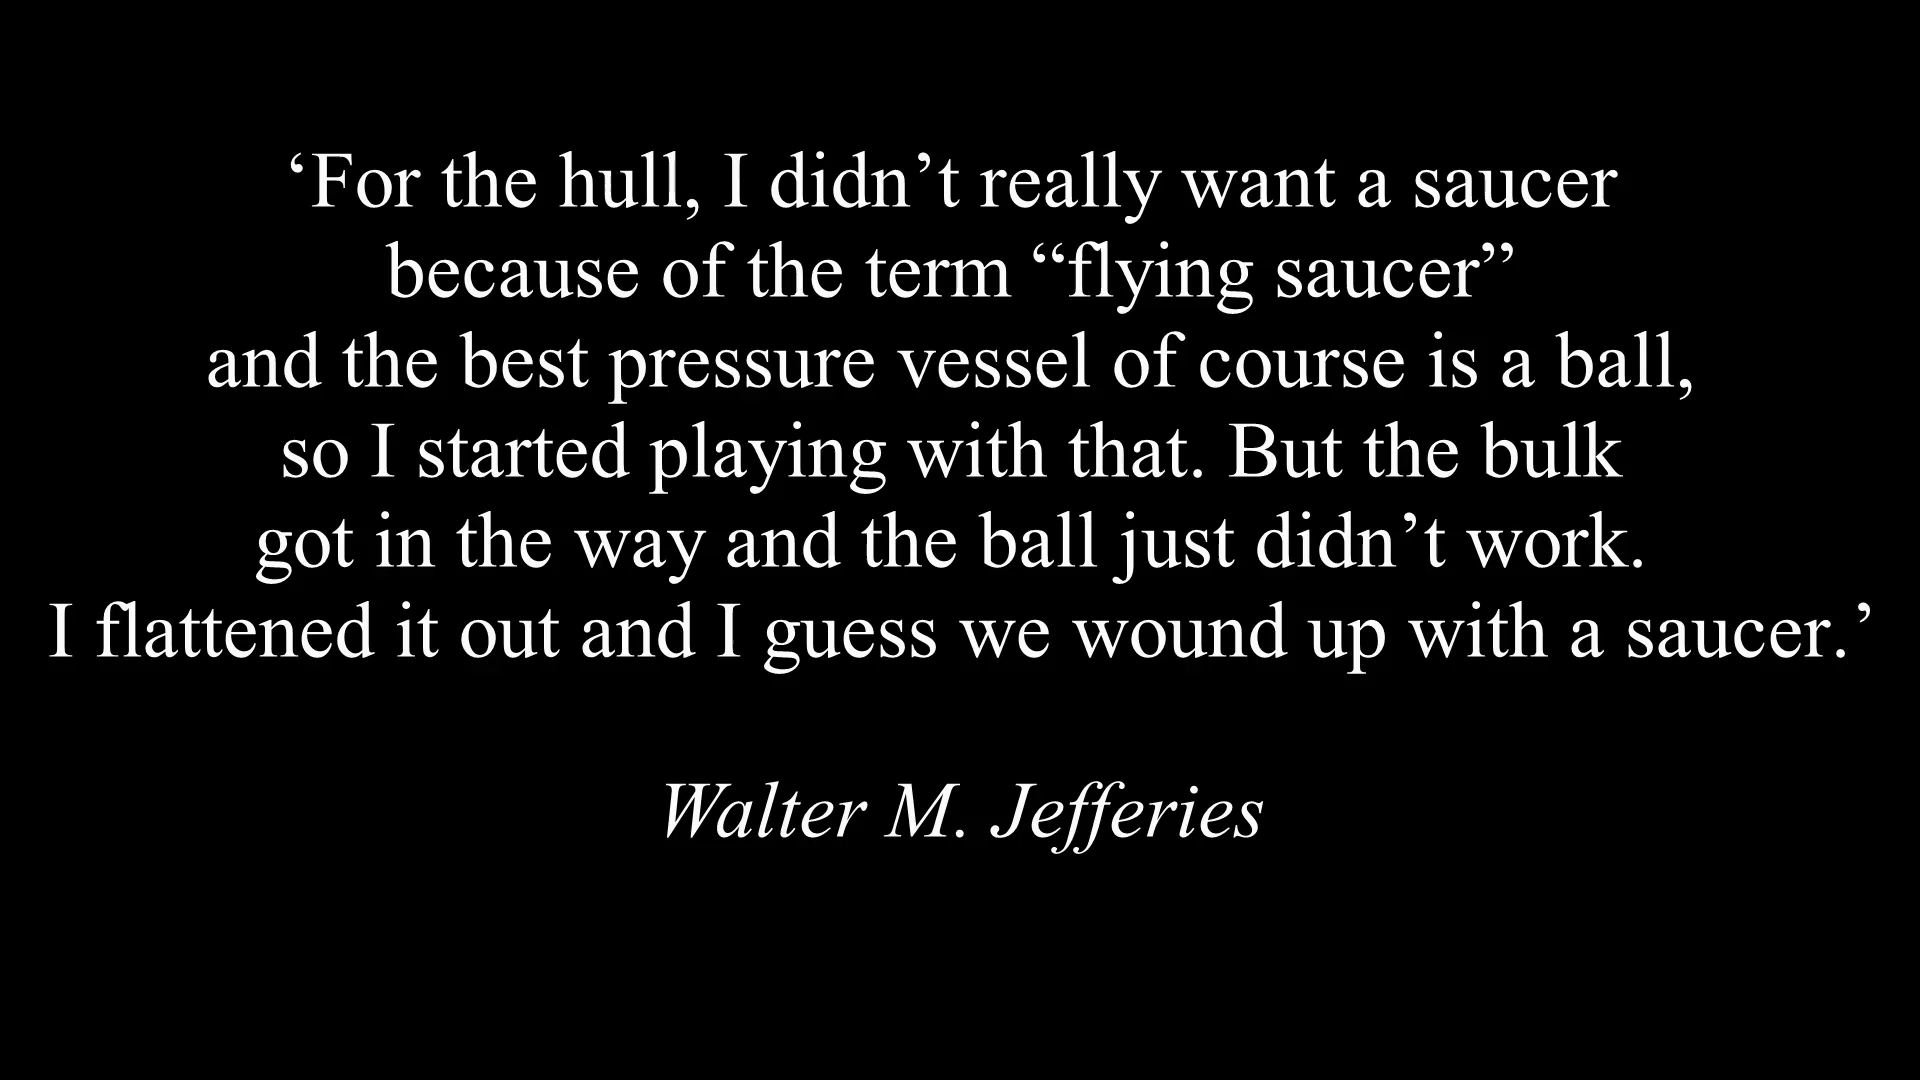 ‘For the hull, I didn’t really want a saucer
because of the term “flying saucer”
and the best pressure vessel of course is a ball,
so I started playing with that. But the bulk
got in the way and the ball just didn’t work.
I flattened it out and I guess we wound up with a saucer.’
Walter M. Jefferies